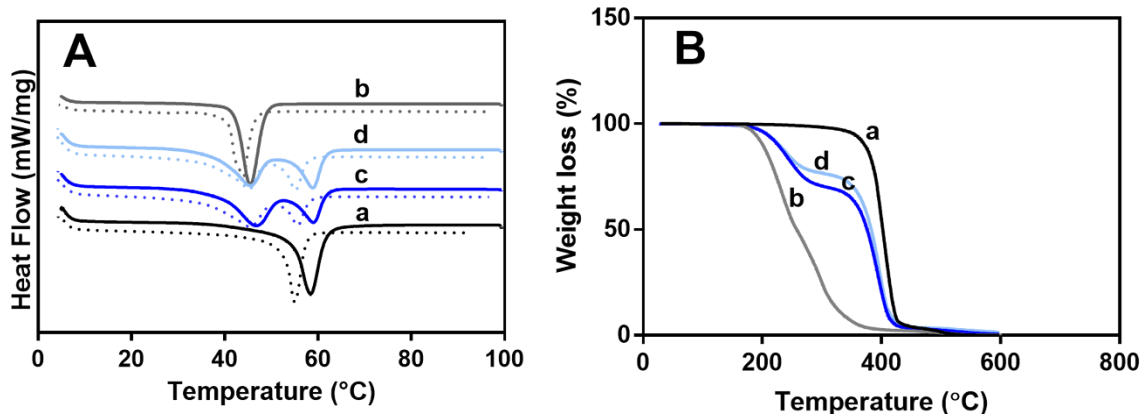 A
b
d
c
a
Heat Flow (mW/mg)
0 20 40 60 80 100
Temperature (°C)
B
150
100
50
0
a
d
b c
Weight loss (%)
0 200 400 600 800
Temperature (°C)